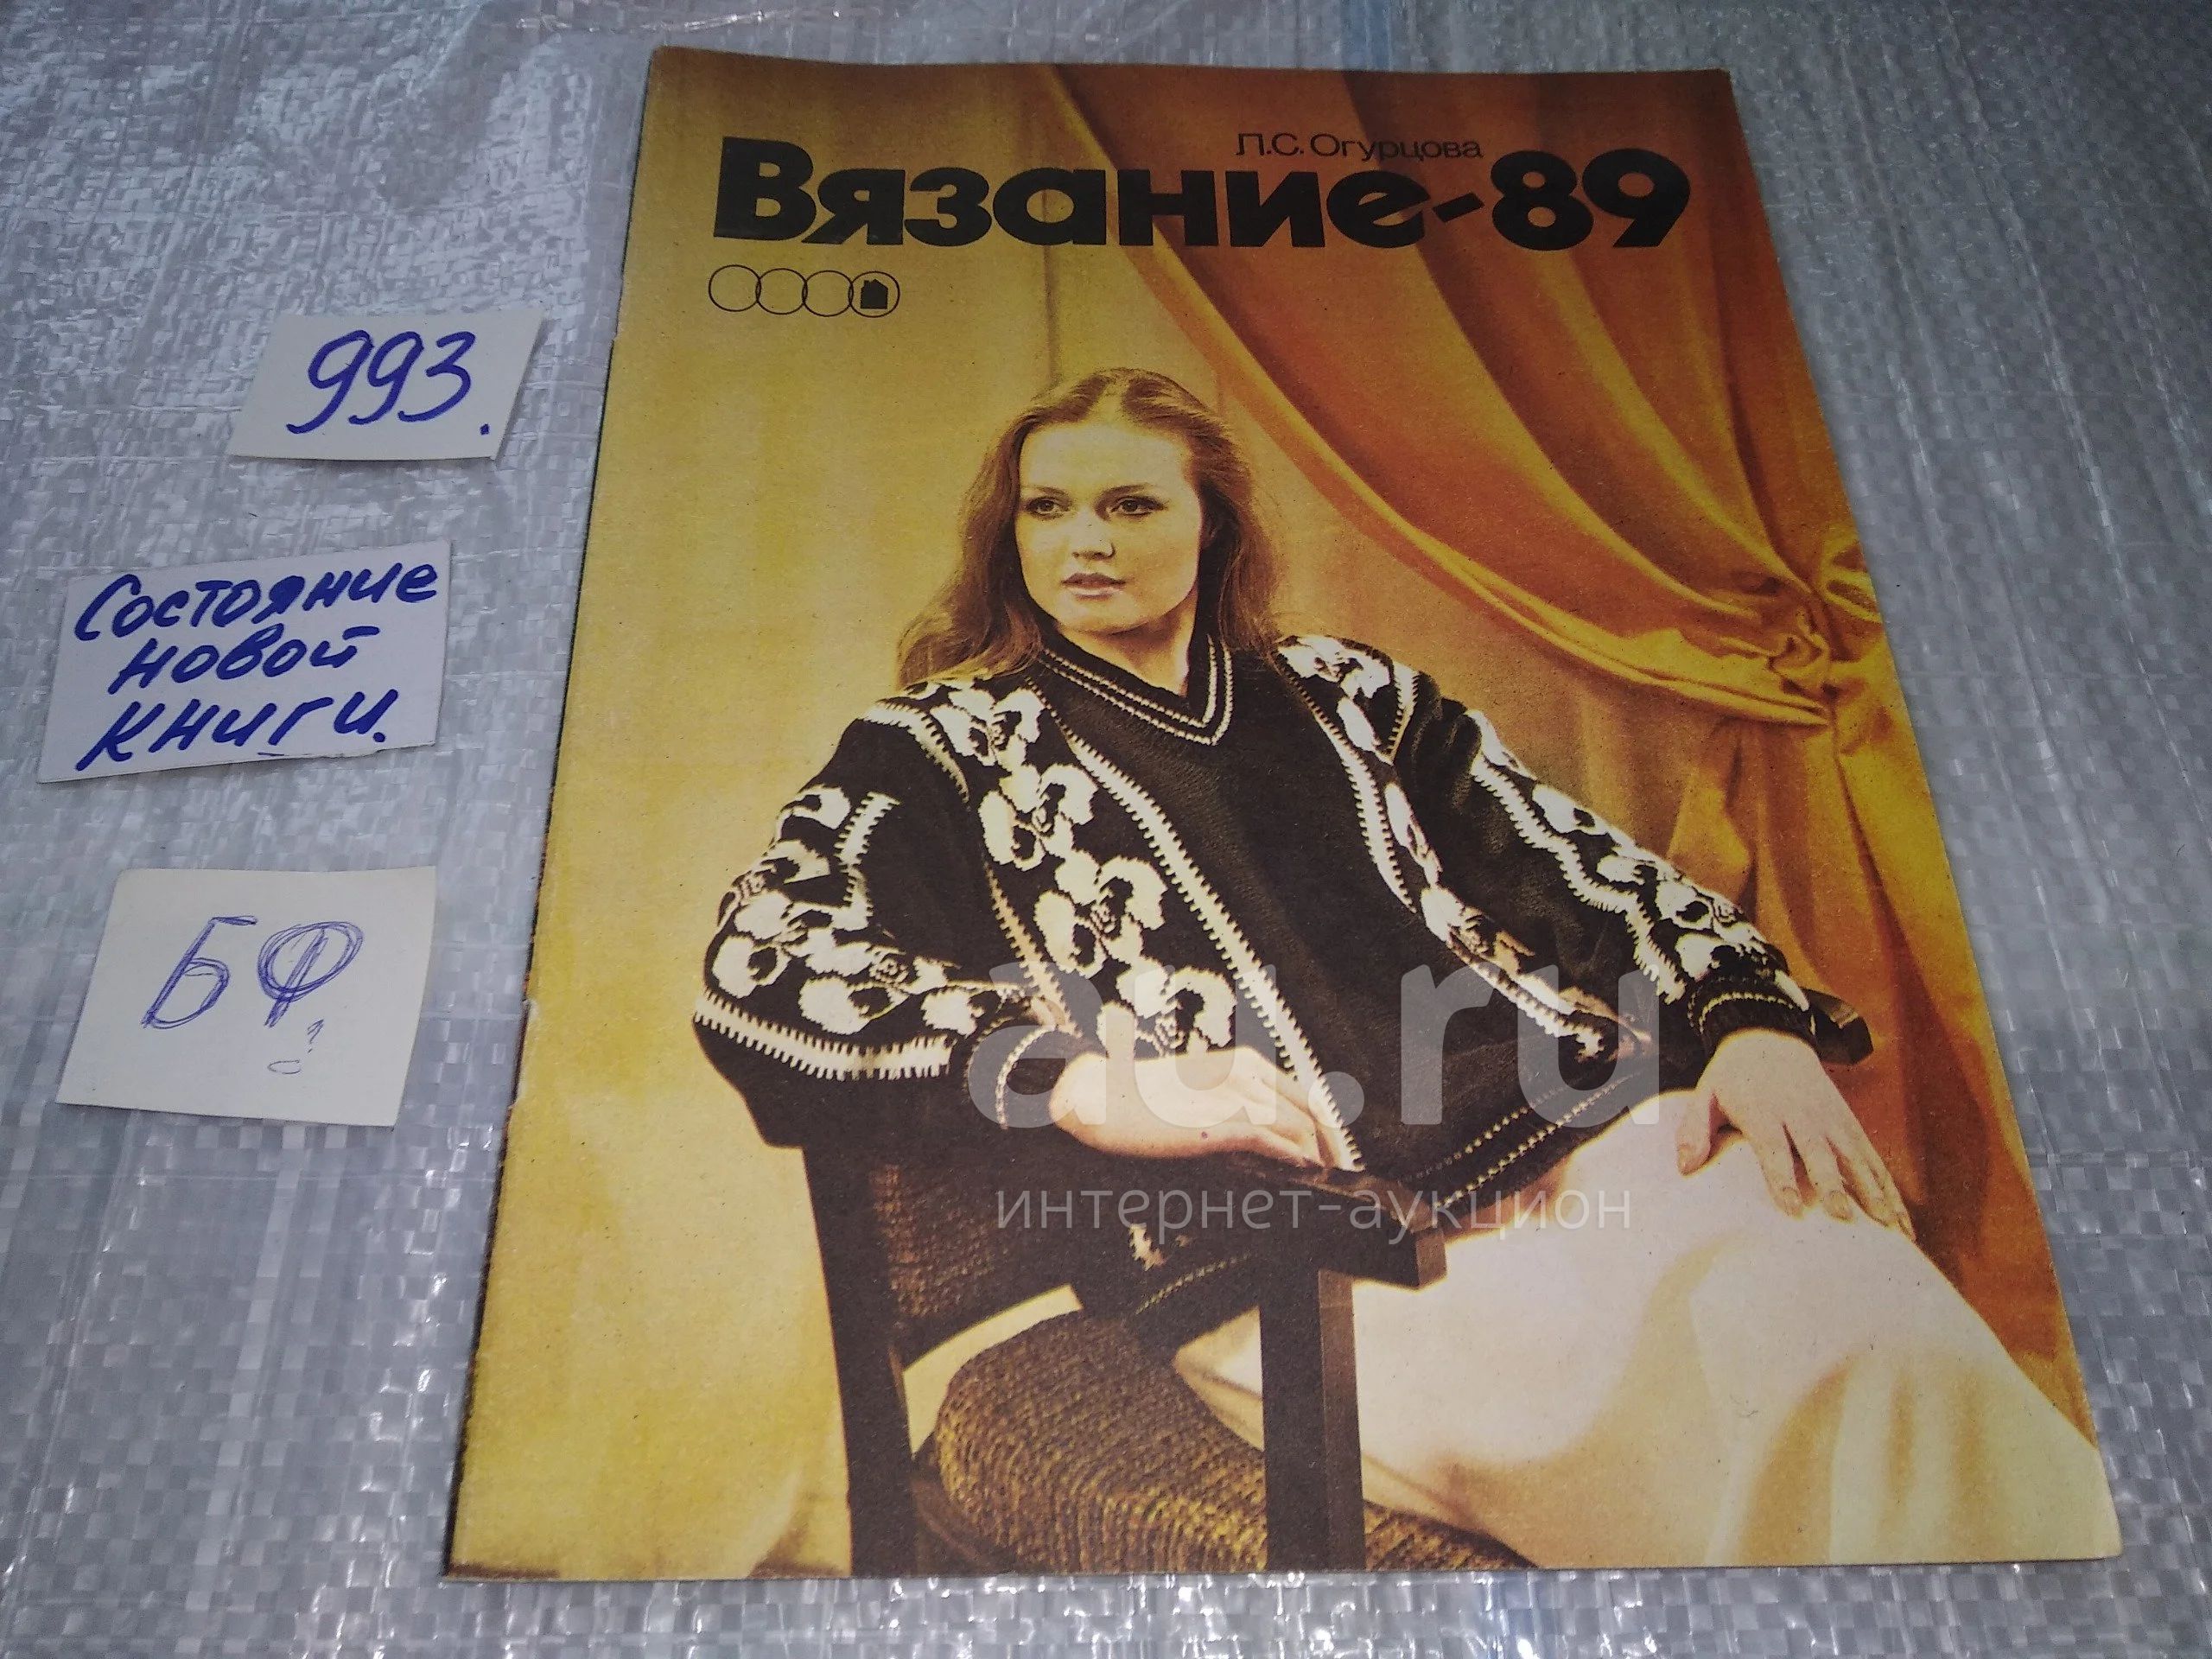 Л.С. Огурцова
Вязание-89
993.
Состояние
новой
книги.
БФ
?
au.ru
интернет-аукцион